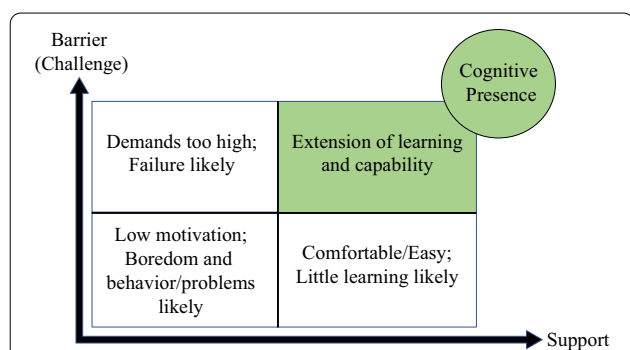 Barrier
(Challenge)
Cognitive
Presence
Demands too high;
Failure likely
Extension of learning
and capability
Low motivation;
Boredom and
behavior/problems
likely
Comfortable/Easy;
Little learning likely
Support